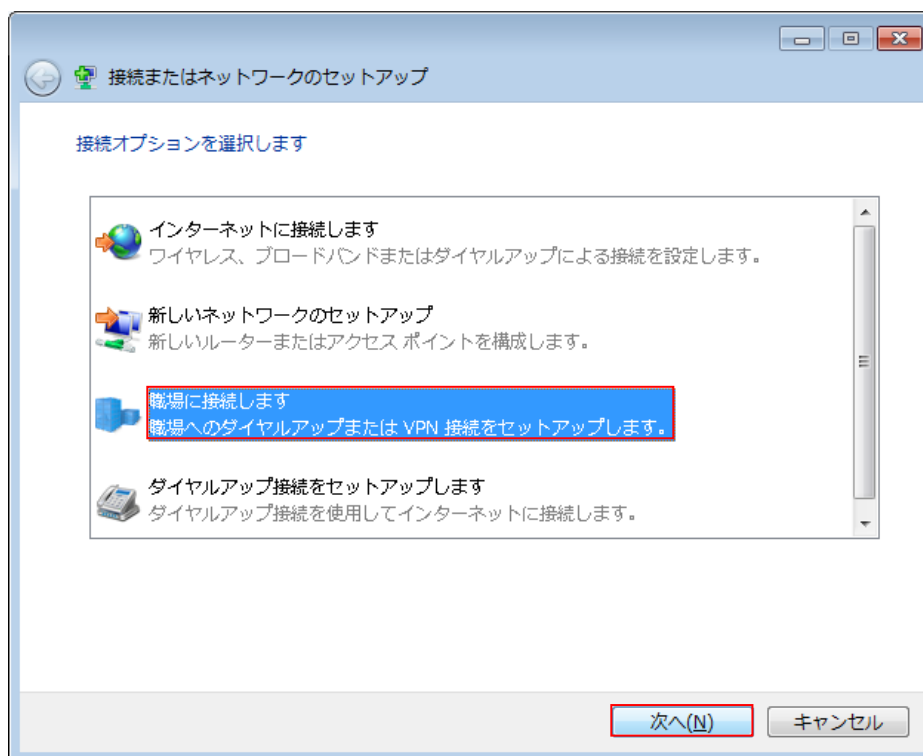 接続またはネットワークのセットアップ
接続オプションを選択します
インターネットに接続します
ワイヤレス、ブロードバンドまたはダイヤルアップによる接続を設定します。
新しいネットワークのセットアップ
新しいルーターまたはアクセス ポイントを構成します。
職場に接続します
職場へのダイヤルアップまたは VPN 接続をセットアップします。
ダイヤルアップ接続をセットアップします
ダイヤルアップ接続を使用してインターネットに接続します。
次へ(N)
キャンセル